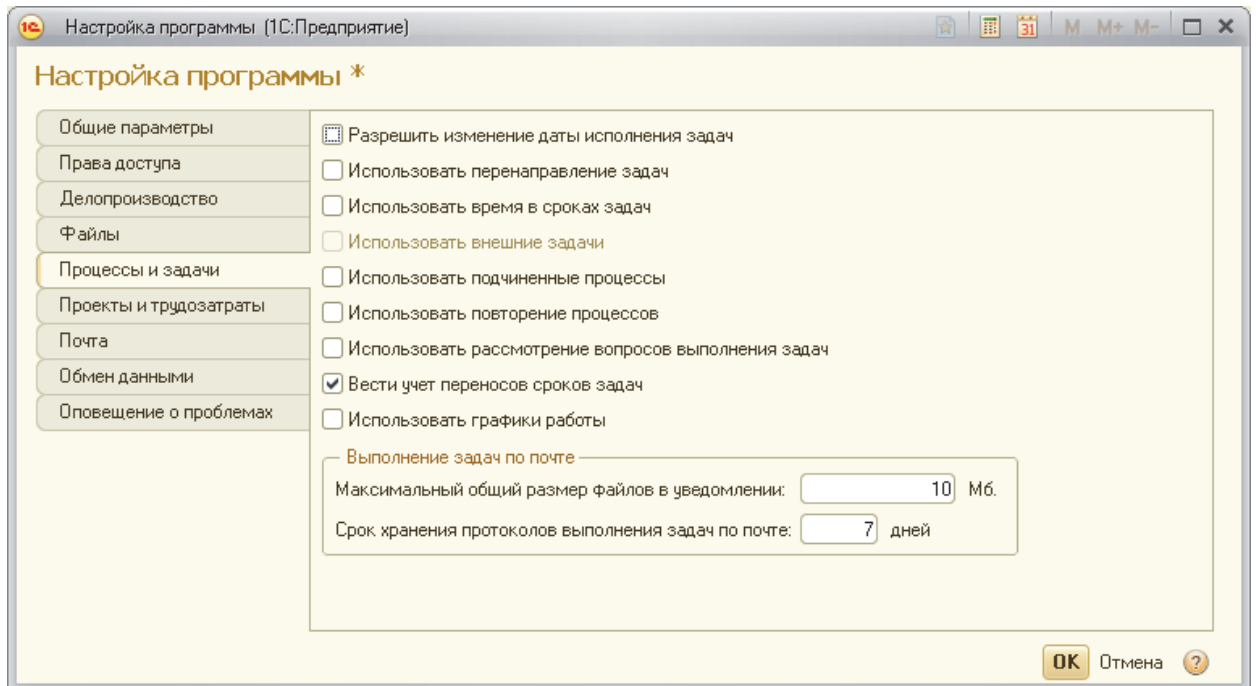 1С Настройка программы (1С:Предприятие) 31 M M+ M-
Настройка программы *
Общие параметры
Права доступа
Делопроизводство
Файлы
Процессы и задачи
Проекты и трудозатраты
Почта
Обмен данными
Оповещение о проблемах
Разрешить изменение даты исполнения задач
Использовать перенаправление задач
Использовать время в сроках задач
Использовать внешние задачи
Использовать подчиненные процессы
Использовать повторение процессов
Использовать рассмотрение вопросов выполнения задач
Вести учет переносов сроков задач
Использовать графики работы
Выполнение задач по почте
Максимальный общий размер файлов в уведомлении: 10 Мб.
Срок хранения протоколов выполнения задач по почте: 7 дней
OK Отмена ?